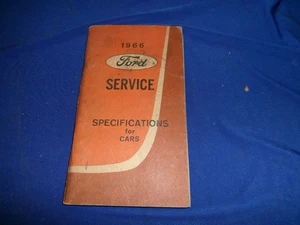 1966
Ford
SERVICE
SPECIFICATIONS
for
CARS